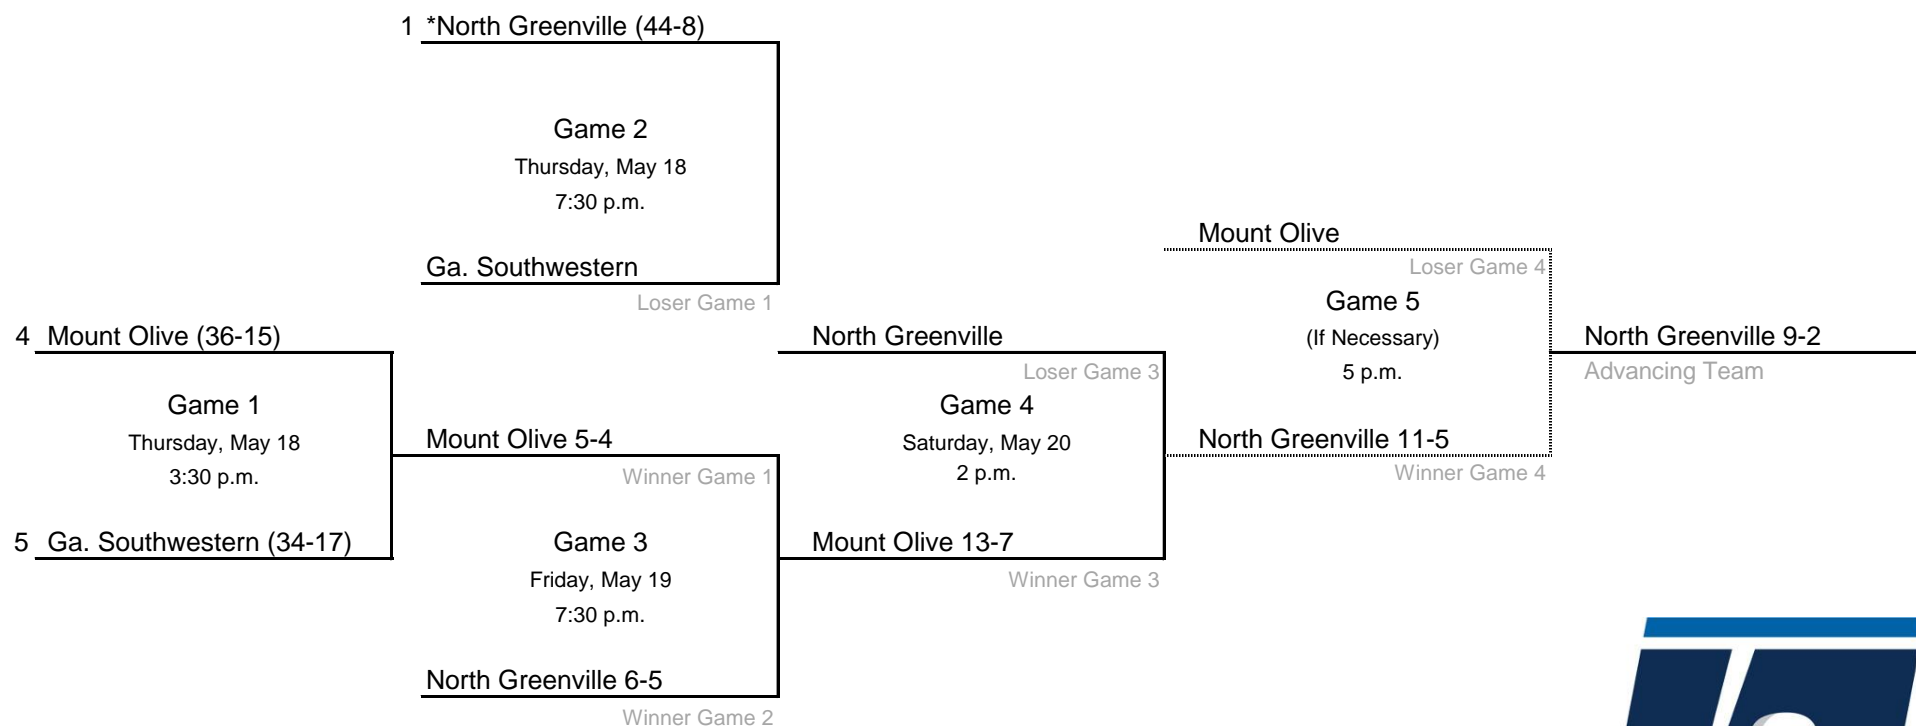 1 *North Greenville (44-8)
Game 2
Thursday, May 18
7:30 p.m.
Ga. Southwestern
Loser Game 1
4 Mount Olive (36-15)
Game 1
Thursday, May 18
3:30 p.m.
5 Ga. Southwestern (34-17)
Mount Olive 5-4
Winner Game 1
Game 3
Friday, May 19
7:30 p.m.
North Greenville 6-5
Winner Game 2
North Greenville
Loser Game 3
Game 4
Saturday, May 20
2 p.m.
Mount Olive 13-7
Winner Game 3
Mount Olive
Loser Game 4
Game 5
(If Necessary)
5 p.m.
North Greenville 11-5
Winner Game 4
North Greenville 9-2
Advancing Team